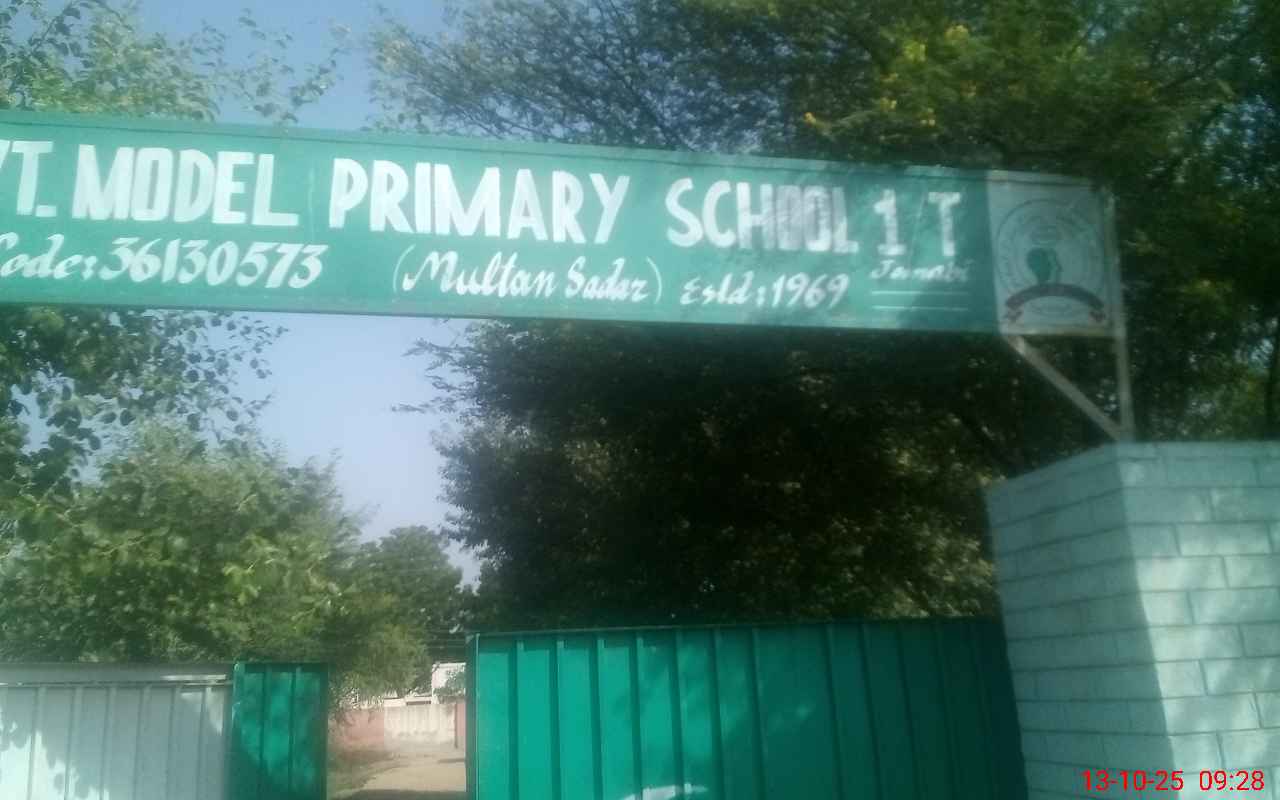 VT. MODEL PRIMARY SCHOOL 1 T
Code: 36130573 (Multan Sadar) Estd: 1969
13-10-25 09:28